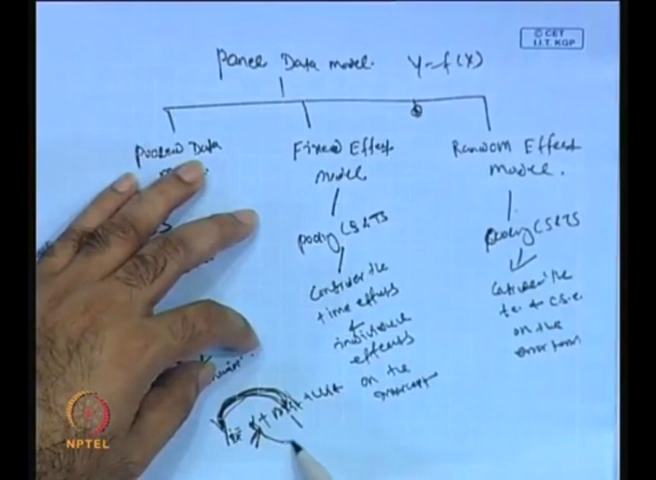 © CET
I.I.T. KGP
Panel Data model. Y = f(X)
Pooled Data
Fixed Effect
model
pooling CS & TS
Consider the
time effects
&
individual
effects
on the
intercept
Random Effect
model.
pooling CS & TS
Consider the
t.e. & C.S.e.
on the
error term
NPTEL